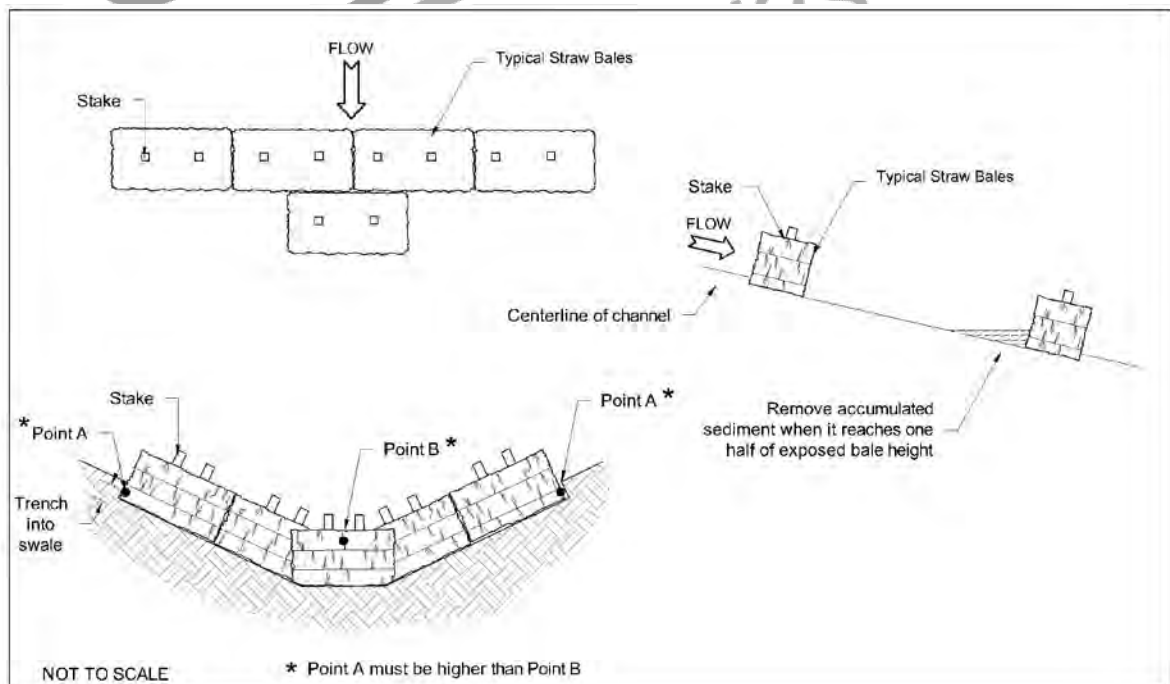 FLOW
Typical Straw Bales
Stake
Stake
Typical Straw Bales
FLOW
Centerline of channel
Remove accumulated
sediment when it reaches one
half of exposed bale height
Stake
* Point A
Point B *
Point A *
Trench
into
swale
NOT TO SCALE
* Point A must be higher than Point B